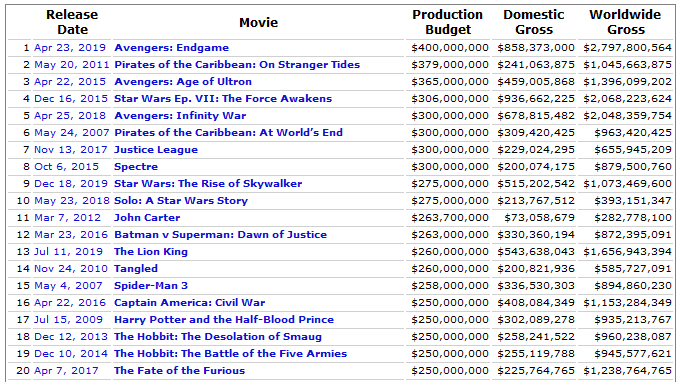 Release Date Movie Production Budget Domestic Gross Worldwide Gross
1 Apr 23, 2019 Avengers: Endgame $400,000,000 $858,373,000 $2,797,800,564
2 May 20, 2011 Pirates of the Caribbean: On Stranger Tides $379,000,000 $241,063,875 $1,045,663,875
3 Apr 22, 2015 Avengers: Age of Ultron $365,000,000 $459,005,868 $1,396,099,202
4 Dec 16, 2015 Star Wars Ep. VII: The Force Awakens $306,000,000 $936,662,225 $2,068,223,624
5 Apr 25, 2018 Avengers: Infinity War $300,000,000 $678,815,482 $2,048,359,754
6 May 24, 2007 Pirates of the Caribbean: At World’s End $300,000,000 $309,420,425 $963,420,425
7 Nov 13, 2017 Justice League $300,000,000 $229,024,295 $655,945,209
8 Oct 6, 2015 Spectre $300,000,000 $200,074,175 $879,500,760
9 Dec 18, 2019 Star Wars: The Rise of Skywalker $275,000,000 $515,202,542 $1,073,469,600
10 May 23, 2018 Solo: A Star Wars Story $275,000,000 $213,767,512 $393,151,347
11 Mar 7, 2012 John Carter $263,700,000 $73,058,679 $282,778,100
12 Mar 23, 2016 Batman v Superman: Dawn of Justice $263,000,000 $330,360,194 $872,395,091
13 Jul 11, 2019 The Lion King $260,000,000 $543,638,043 $1,656,943,394
14 Nov 24, 2010 Tangled $260,000,000 $200,821,936 $585,727,091
15 May 4, 2007 Spider-Man 3 $258,000,000 $336,530,303 $894,860,230
16 Apr 22, 2016 Captain America: Civil War $250,000,000 $408,084,349 $1,153,284,349
17 Jul 15, 2009 Harry Potter and the Half-Blood Prince $250,000,000 $302,089,278 $935,213,767
18 Dec 12, 2013 The Hobbit: The Desolation of Smaug $250,000,000 $258,241,522 $960,238,087
19 Dec 10, 2014 The Hobbit: The Battle of the Five Armies $250,000,000 $255,119,788 $945,577,621
20 Apr 7, 2017 The Fate of the Furious $250,000,000 $225,764,765 $1,238,764,765